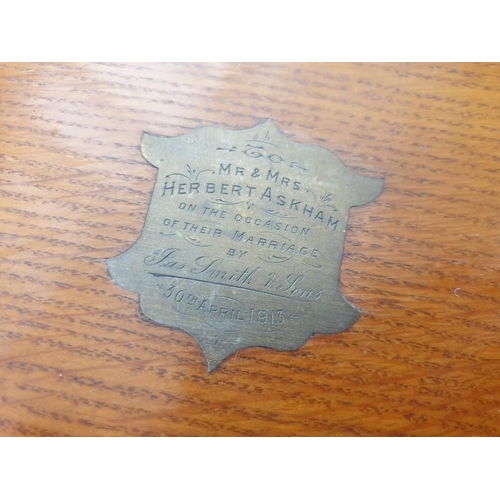 TO
MR & MRS
HERBERT ASKHAM
ON THE OCCASION
OF THEIR MARRIAGE
BY
Jas Smith & Sons
30TH APRIL 1913